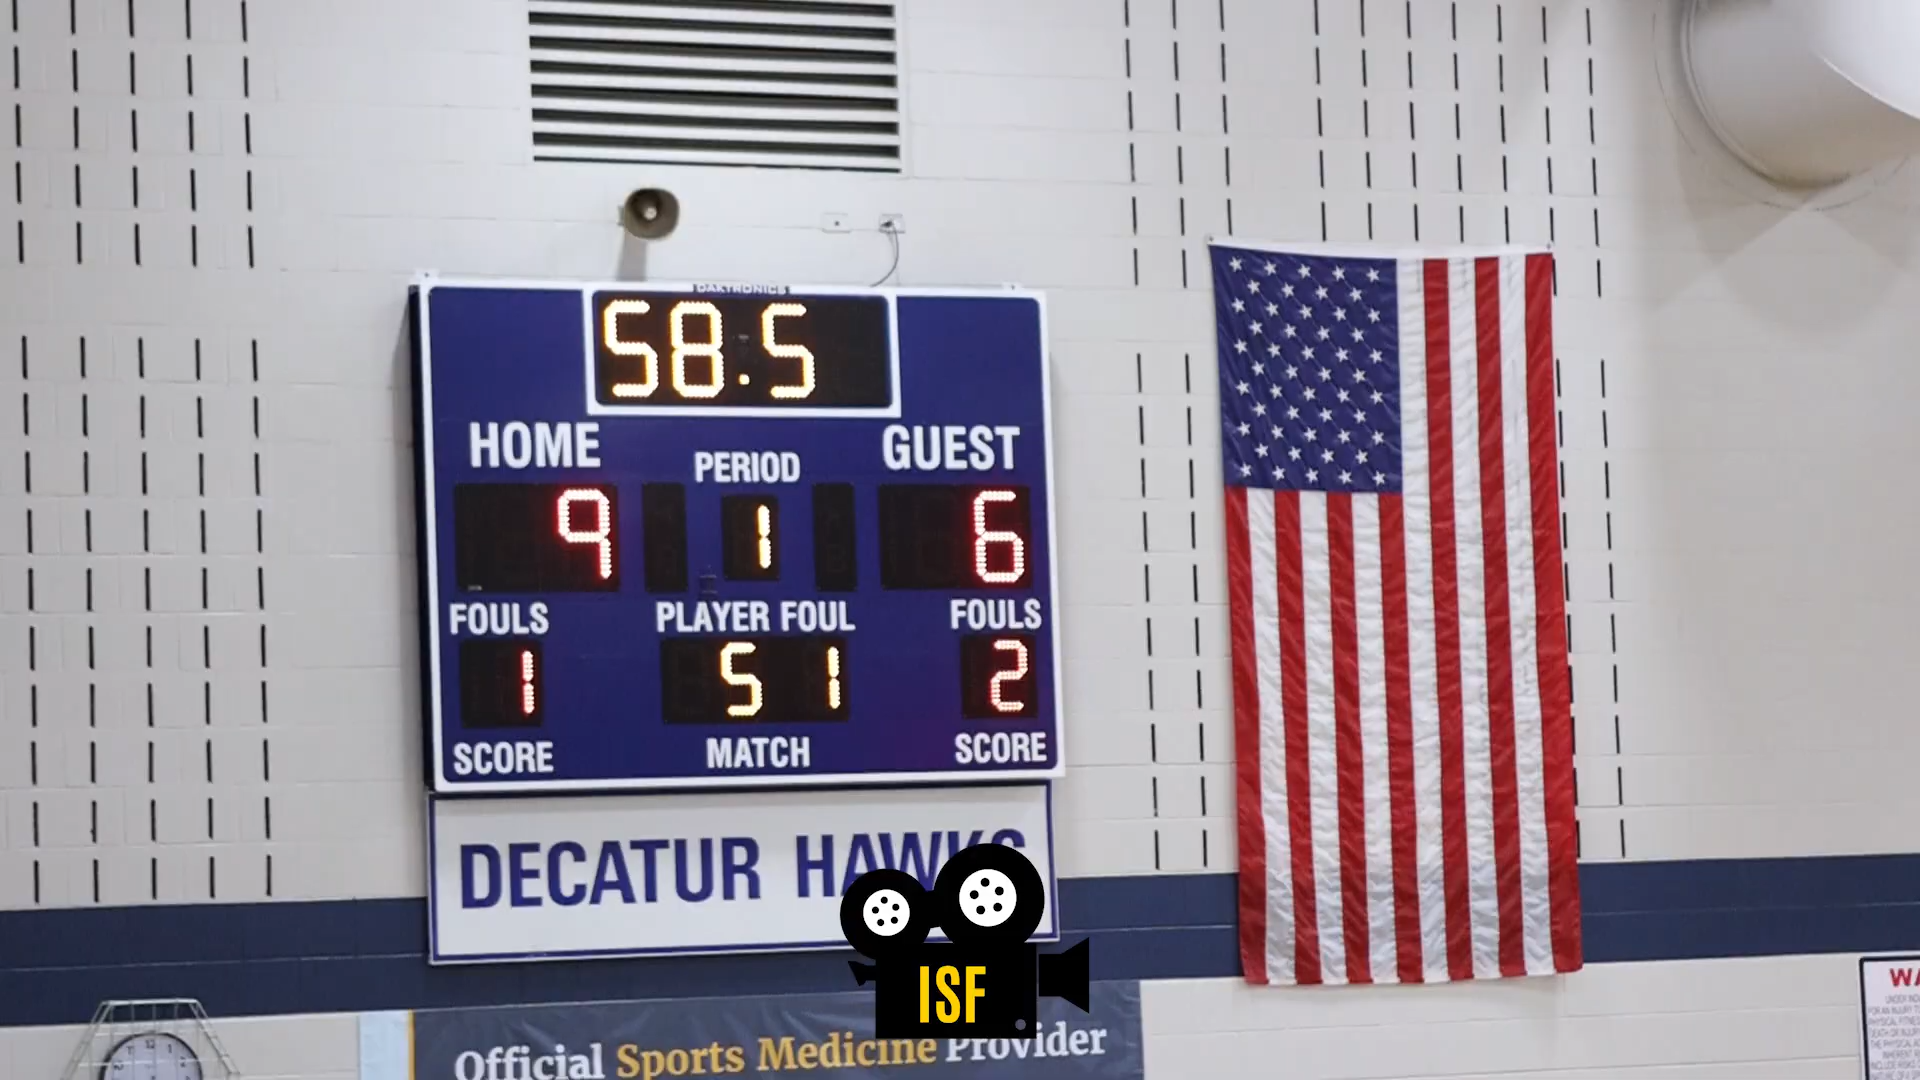 DAKTRONICS
58.5
HOME PERIOD GUEST
9 1 6
FOULS PLAYER FOUL FOULS
1 5 1 2
SCORE MATCH SCORE
DECATUR HAWKS
ISF
Official Sports Medicine Provider